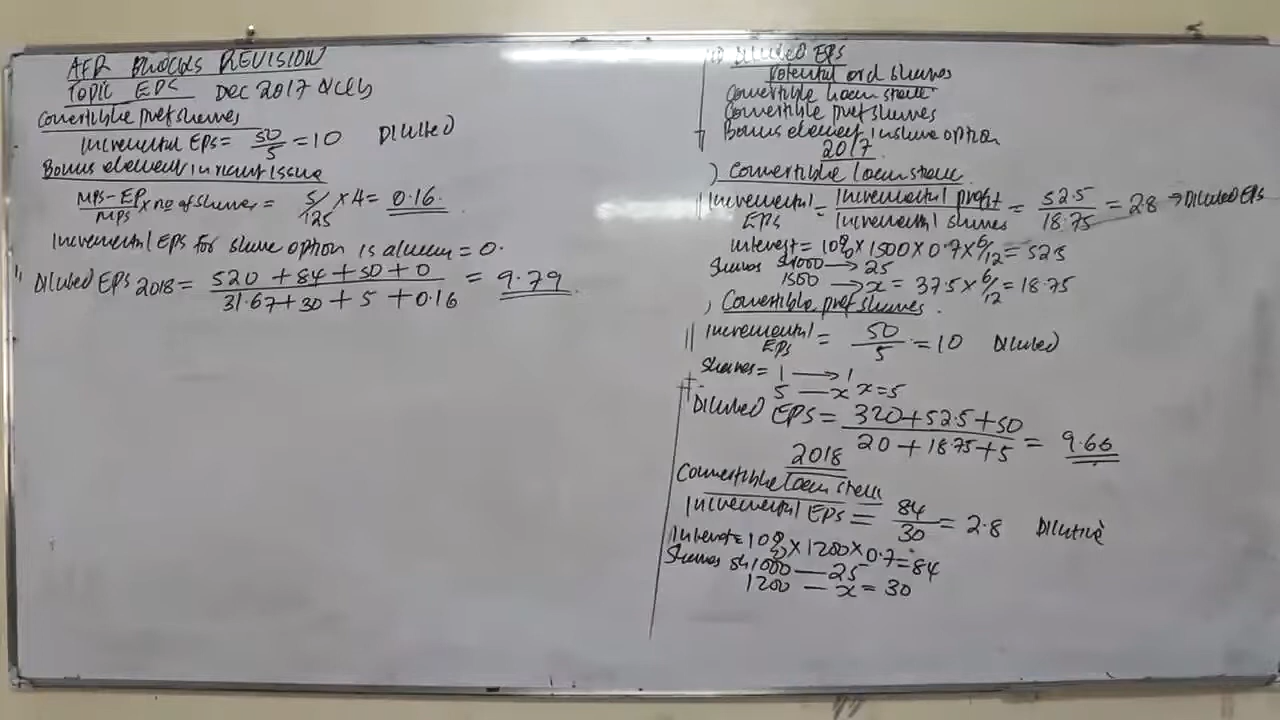 AFR BLOCKS REVISION
TOPIC EPS DEC 2017 QCELY
Convertible pref shares
Incremental EPS = 50/5 = 10 Diluted
Bonus element in right issue
MPS-EP/MPS × no of shares = 5/125 × 4 = 0.16
Incremental EPS for share option is always = 0.
Diluted EPS 2018 = 520 + 84 + 50 + 0 / 31.67 + 30 + 5 + 0.16 = 9.79
Diluted EPS
Potential ord shares
Convertible loan stock
Convertible pref shares
Bonus element in share option
2017
) Convertible loan stock
Incremental EPS = Incremental profit / Incremental shares = 52.5/18.75 = 2.8 → Diluted EPS
Interest = 10% × 1500 × 0.7 × 6/12 = 52.5
Shares sh1000 → 25
1500 → x = 37.5 × 6/12 = 18.75
) Convertible pref shares.
Incremental EPS = 50/5 = 10 Diluted
Shares = 1 → 1
5 — x x = 5
Diluted EPS = 320 + 52.5 + 50 / 20 + 18.75 + 5 = 9.66
2018
Convertible loan stock
Incremental EPS = 84/30 = 2.8 Dilutive
Interest = 10% × 1200 × 0.7 = 84
Shares sh1000 — 25
1200 — x = 30